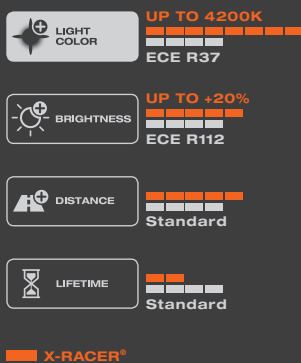 UP TO 4200K
LIGHT
COLOR
ECE R37
UP TO +20%
BRIGHTNESS
ECE R112
DISTANCE
Standard
LIFETIME
Standard
X-RACER®